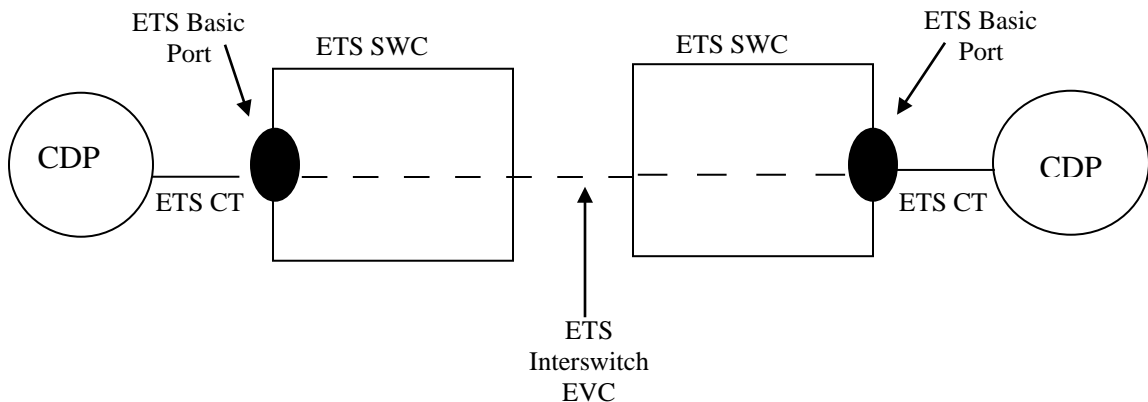 ETS Basic
Port
ETS SWC
ETS SWC
ETS Basic
Port
CDP
ETS CT
ETS CT
CDP
ETS
Interswitch
EVC